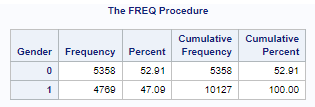 The FREQ Procedure
Cumulative Cumulative
Gender Frequency Percent Frequency Percent
0 5358 52.91 5358 52.91
1 4769 47.09 10127 100.00